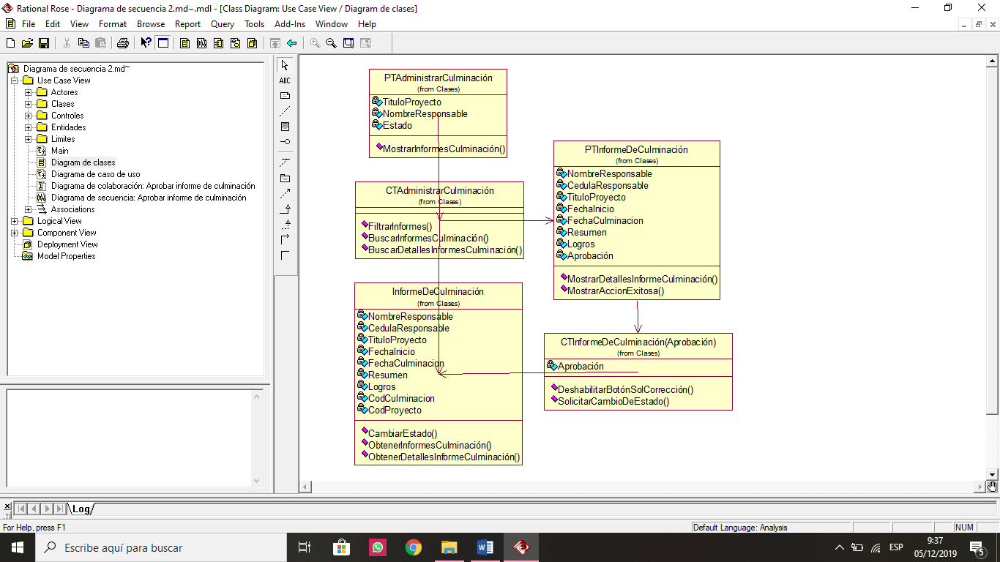 Rational Rose - Diagrama de secuencia 2.md~.mdl - [Class Diagram: Use Case View / Diagram de clases]
File Edit View Format Browse Report Query Tools Add-Ins Window Help
Diagrama de secuencia 2.md~
Use Case View
Actores
Clases
Controles
Entidades
Limites
Main
Diagram de clases
Diagrama de caso de uso
Diagrama de colaboración: Aprobar informe de culminación
Diagrama de secuencia: Aprobar informe de culminación
Associations
Logical View
Component View
Deployment View
Model Properties
ABC
PTAdministrarCulminación
(from Clases)
TituloProyecto
NombreResponsable
Estado
MostrarInformesCulminación()
CTAdministrarCulminación
(from Clases)
FiltrarInformes()
BuscarInformesCulminación()
BuscarDetallesInformesCulminación()
InformeDeCulminación
(from Clases)
NombreResponsable
CedulaResponsable
TituloProyecto
FechaInicio
FechaCulminacion
Resumen
Logros
CodCulminacion
CodProyecto
CambiarEstado()
ObtenerInformesCulminación()
ObtenerDetallesInformeCulminación()
PTInformeDeCulminación
(from Clases)
NombreResponsable
CedulaResponsable
TituloProyecto
FechaInicio
FechaCulminacion
Resumen
Logros
Aprobación
MostrarDetallesInformeCulminación()
MostrarAccionExitosa()
CTInformeDeCulminación(Aprobación)
(from Clases)
Aprobación
DeshabilitarBotónSolCorrección()
SolicitarCambioDeEstado()
Log
For Help, press F1
Default Language: Analysis
NUM
Escribe aquí para buscar
ESP
9:37
05/12/2019
5